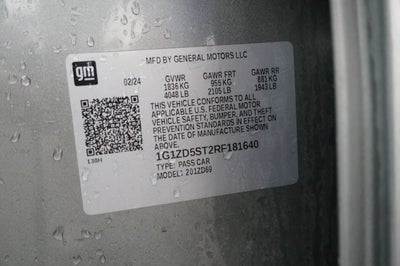 gm
MFD BY GENERAL MOTORS LLC
02/24 GVWR GAWR FRT GAWR RR
1836 KG 955 KG 881 KG
4048 LB 2105 LB 1943 LB
THIS VEHICLE CONFORMS TO ALL
APPLICABLE U.S. FEDERAL MOTOR
VEHICLE SAFETY, BUMPER, AND THEFT
PREVENTION STANDARDS IN EFFECT ON
THE DATE OF MANUFACTURE SHOWN
ABOVE.
1G1ZD5ST2RF181640
TYPE: PASS CAR
MODEL: 201ZD69
130H